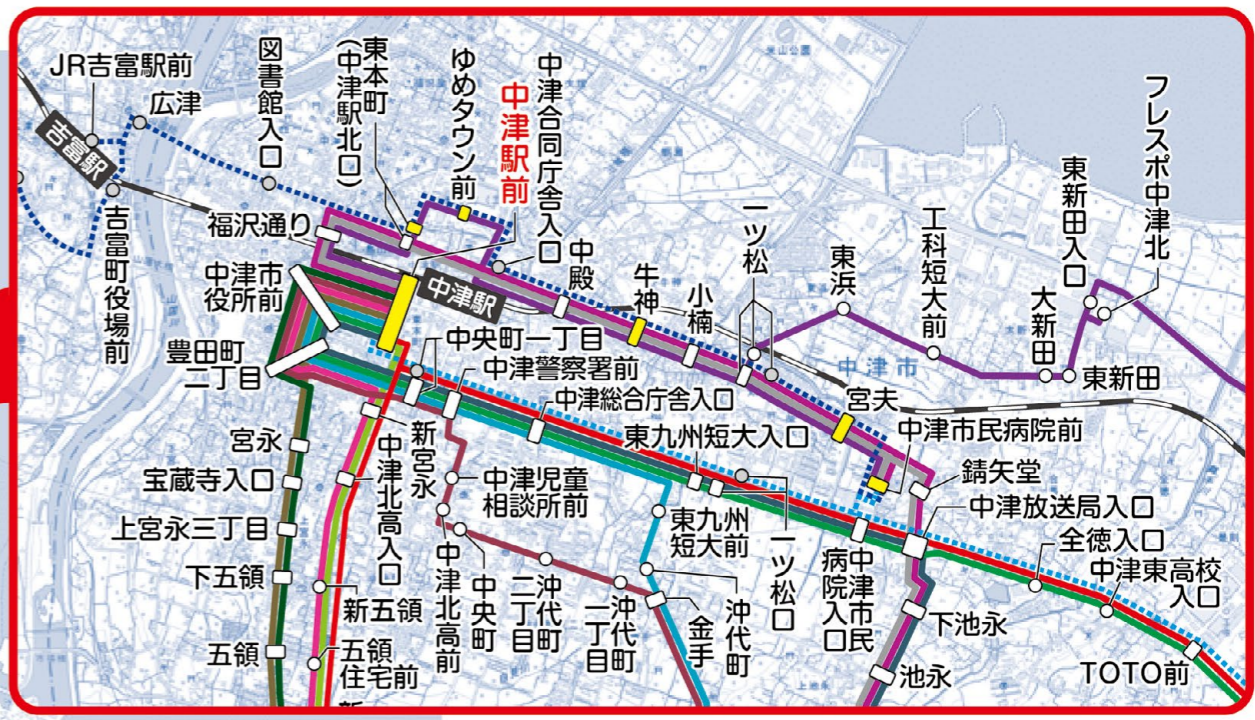 JR吉富駅前
広津
吉富駅
吉富町役場前
図書館入口
東本町
(中津駅北口)
ゆめタウン前
中津駅前
中津合同庁舎入口
米山公園
フレスポ中津北
東新田入口
工科短大前
東浜
大新田
東新田
一ツ松
小楠
牛神
中殿
福沢通り
中津駅
中津市
役所前
豊田町
二丁目
中央町一丁目
中津警察署前
中津総合庁舎入口
東九州短大入口
中津市
宮夫
中津市民病院前
錆矢堂
中津放送局入口
全徳入口
中津東高校
入口
TOTO前
宮永
宝蔵寺入口
上宮永三丁目
下五領
五領
新宮永
中津北高入口
新五領
五領
住宅前
新
中津児童
相談所前
中津北高前
中央町
沖代町
二丁目
沖代町
一丁目
金手
沖代町
東九州
短大前
一ツ松口
中津市民
病院入口
下池永
池永